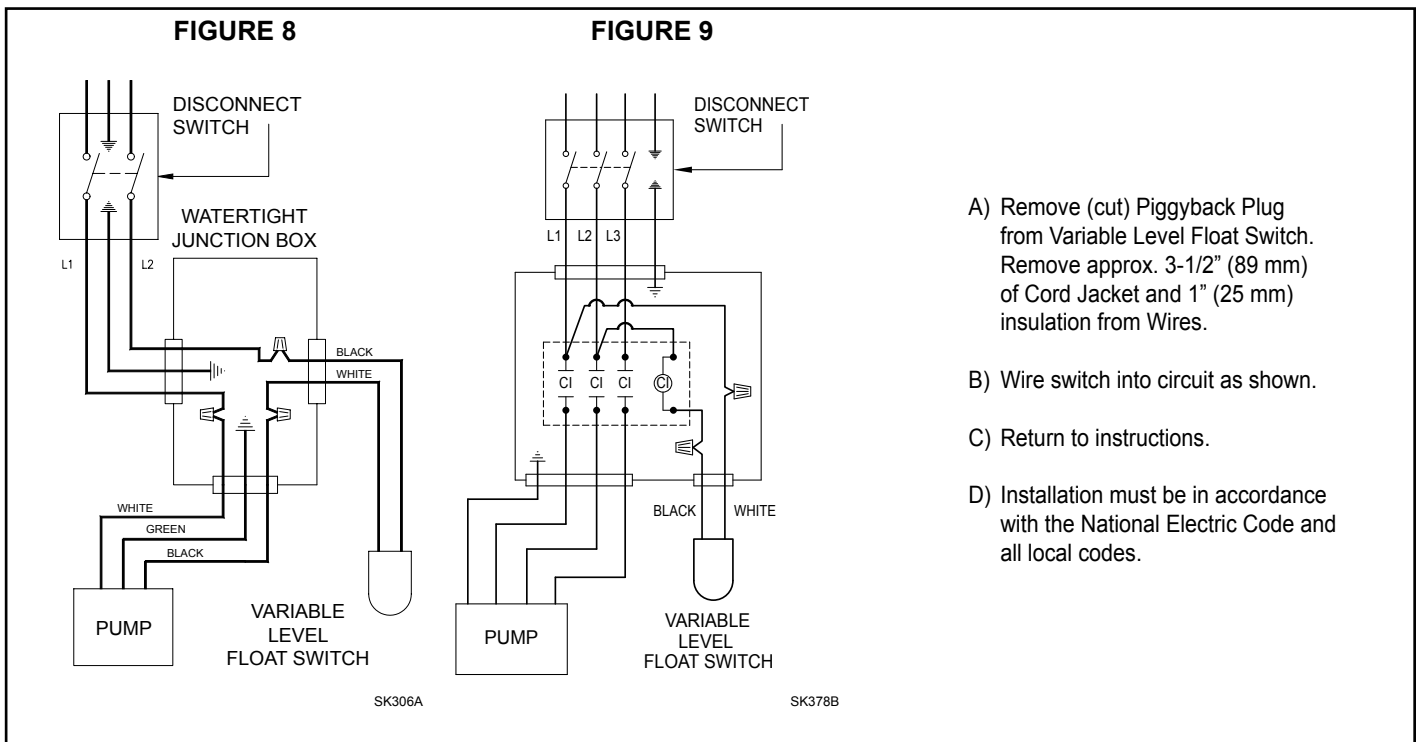 FIGURE 8
DISCONNECT
SWITCH
WATERTIGHT
JUNCTION BOX
L1
L2
BLACK
WHITE
WHITE
GREEN
BLACK
PUMP
VARIABLE
LEVEL
FLOAT SWITCH
SK306A
FIGURE 9
DISCONNECT
SWITCH
L1 L2 L3
CI CI CI CI
BLACK WHITE
PUMP
VARIABLE
LEVEL
FLOAT SWITCH
SK378B
A) Remove (cut) Piggyback Plug
from Variable Level Float Switch.
Remove approx. 3-1/2” (89 mm)
of Cord Jacket and 1” (25 mm)
insulation from Wires.
B) Wire switch into circuit as shown.
C) Return to instructions.
D) Installation must be in accordance
with the National Electric Code and
all local codes.